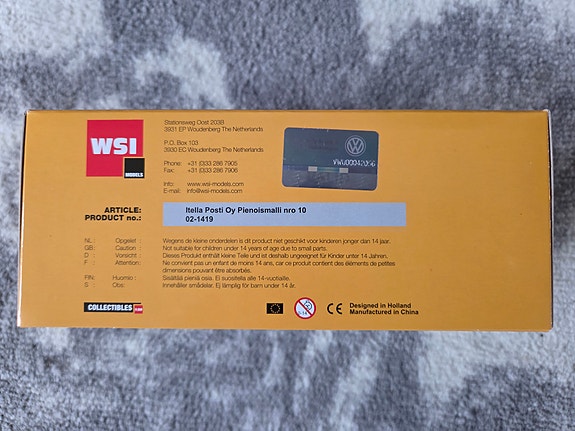 WSI
MODELS
Stationsweg Oost 203B
3931 EP Woudenberg The Netherlands
P.O. Box 103
3930 EC Woudenberg The Netherlands
Phone: +31 (0)33 286 7905
Fax: +31 (0)33 286 7906
Info: www.wsi-models.com
E-mail: info@wsi-models.com
ARTICLE: Itella Posti Oy Pienoismalli nro 10
PRODUCT no.: 02-1419
NL : Opgelet : Wegens de kleine onderdelen is dit product niet geschikt voor kinderen jonger dan 14 jaar.
GB : Caution : Not suitable for children under 14 years of age due to small parts.
D : Vorsicht : Dieses Produkt enthält kleine Teile und ist deshalb ungeeignet für Kinder unter 14 Jahren.
F : Attention: Ne convient pas un enfant de moins 14 ans, car ce produit contient des éléments de petites
dimensions pouvant être absorbés.
FIN: Huomio : Sisältää pieniä osia. Ei suositella alle 14-vuotiaille.
S : Obs: Innehåller smådelar. Ej lämplig för barn under 14 år.
COLLECTIBLES
1-14
CE
Designed in Holland
Manufactured in China